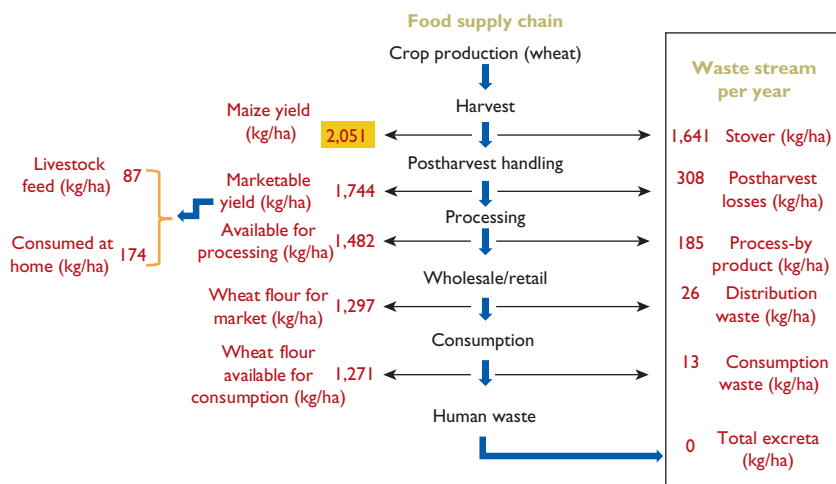 Food supply chain
Crop production (wheat)
Waste stream
per year
Harvest
Maize yield
(kg/ha)
2,051
1,641 Stover (kg/ha)
Postharvest handling
Livestock
feed (kg/ha)
87
Marketable
yield (kg/ha)
1,744
308 Postharvest
losses (kg/ha)
Processing
Consumed at
home (kg/ha)
174
Available for
processing (kg/ha)
1,482
185 Process-by
product (kg/ha)
Wholesale/retail
Wheat flour for
market (kg/ha)
1,297
26 Distribution
waste (kg/ha)
Consumption
Wheat flour
available for
consumption (kg/ha)
1,271
13 Consumption
waste (kg/ha)
Human waste
0 Total excreta
(kg/ha)